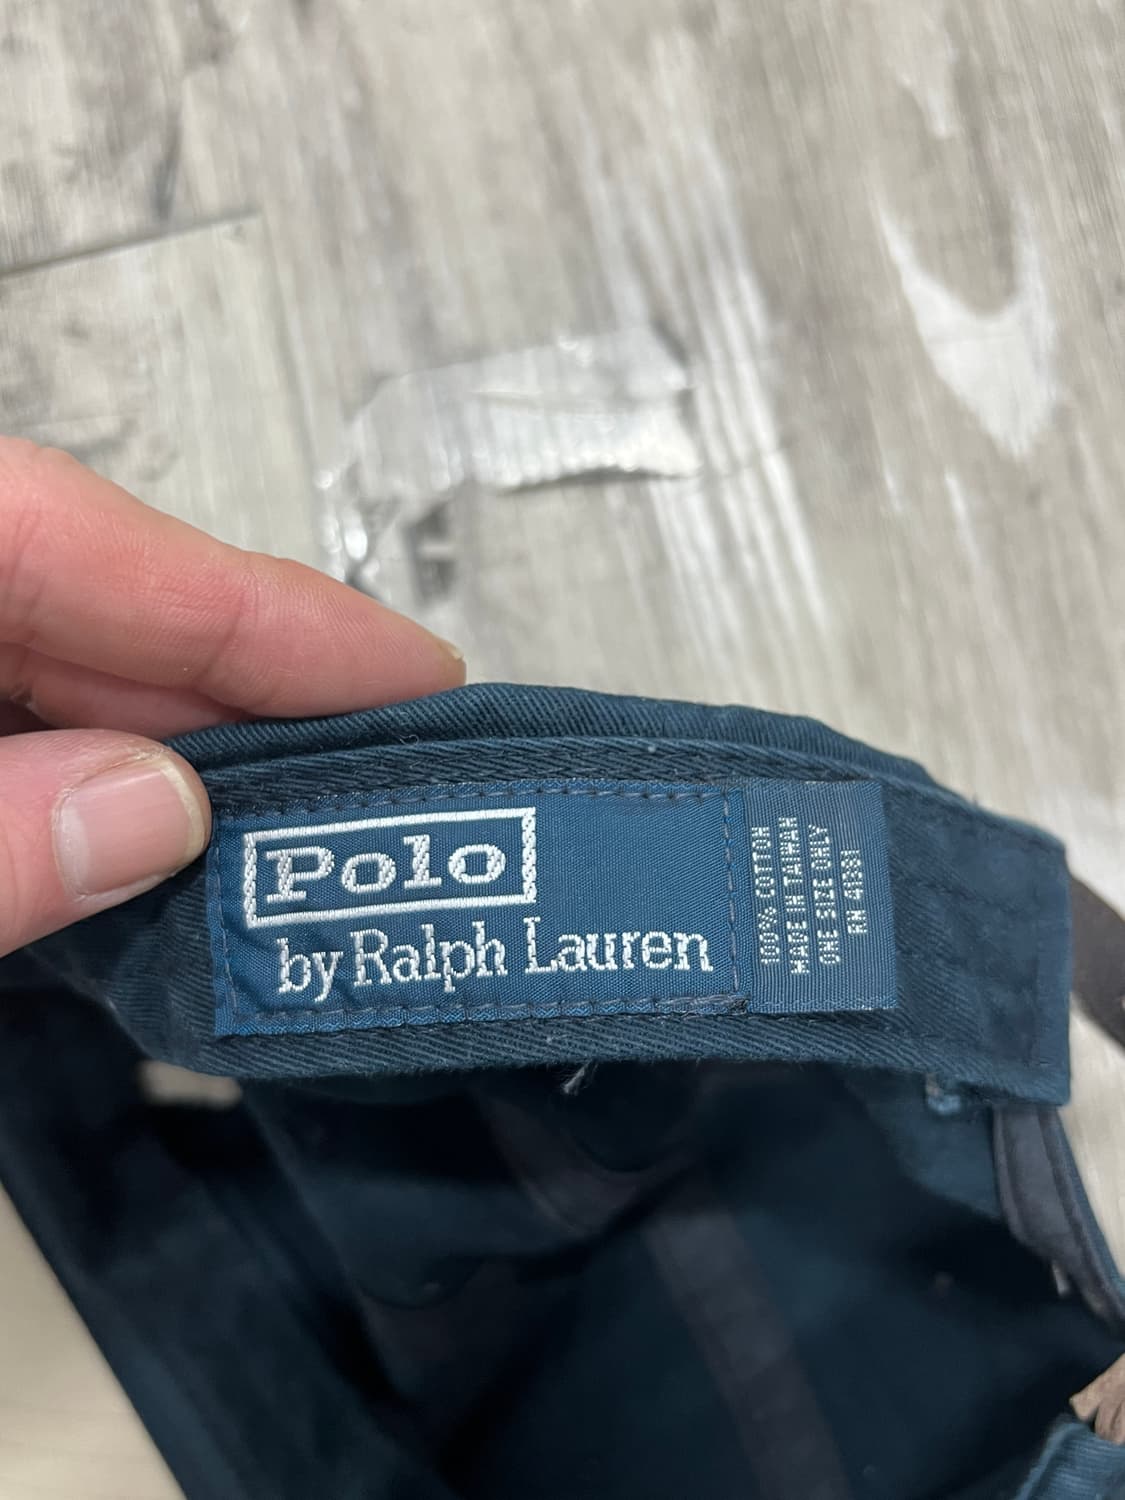 Polo
by Ralph Lauren
100% COTTON
MADE IN TAIWAN
ONE SIZE ONLY
RN 41381